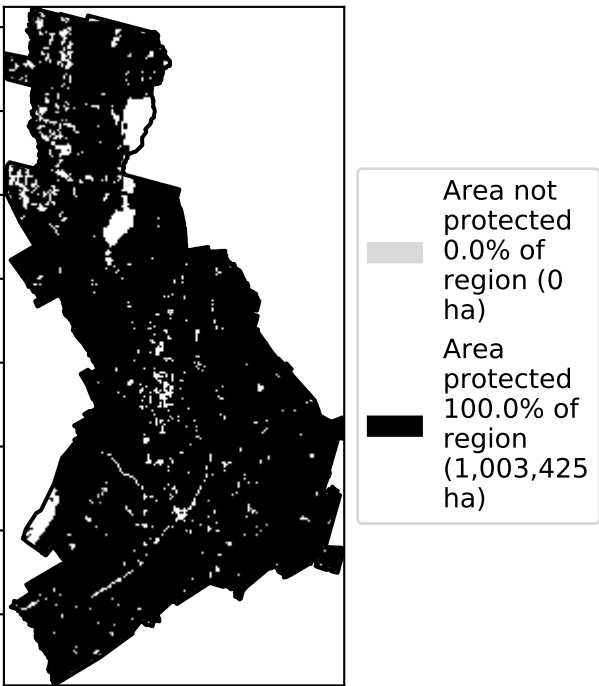 Area not
protected
0.0% of
region (0
ha)
Area
protected
100.0% of
region
(1,003,425
ha)